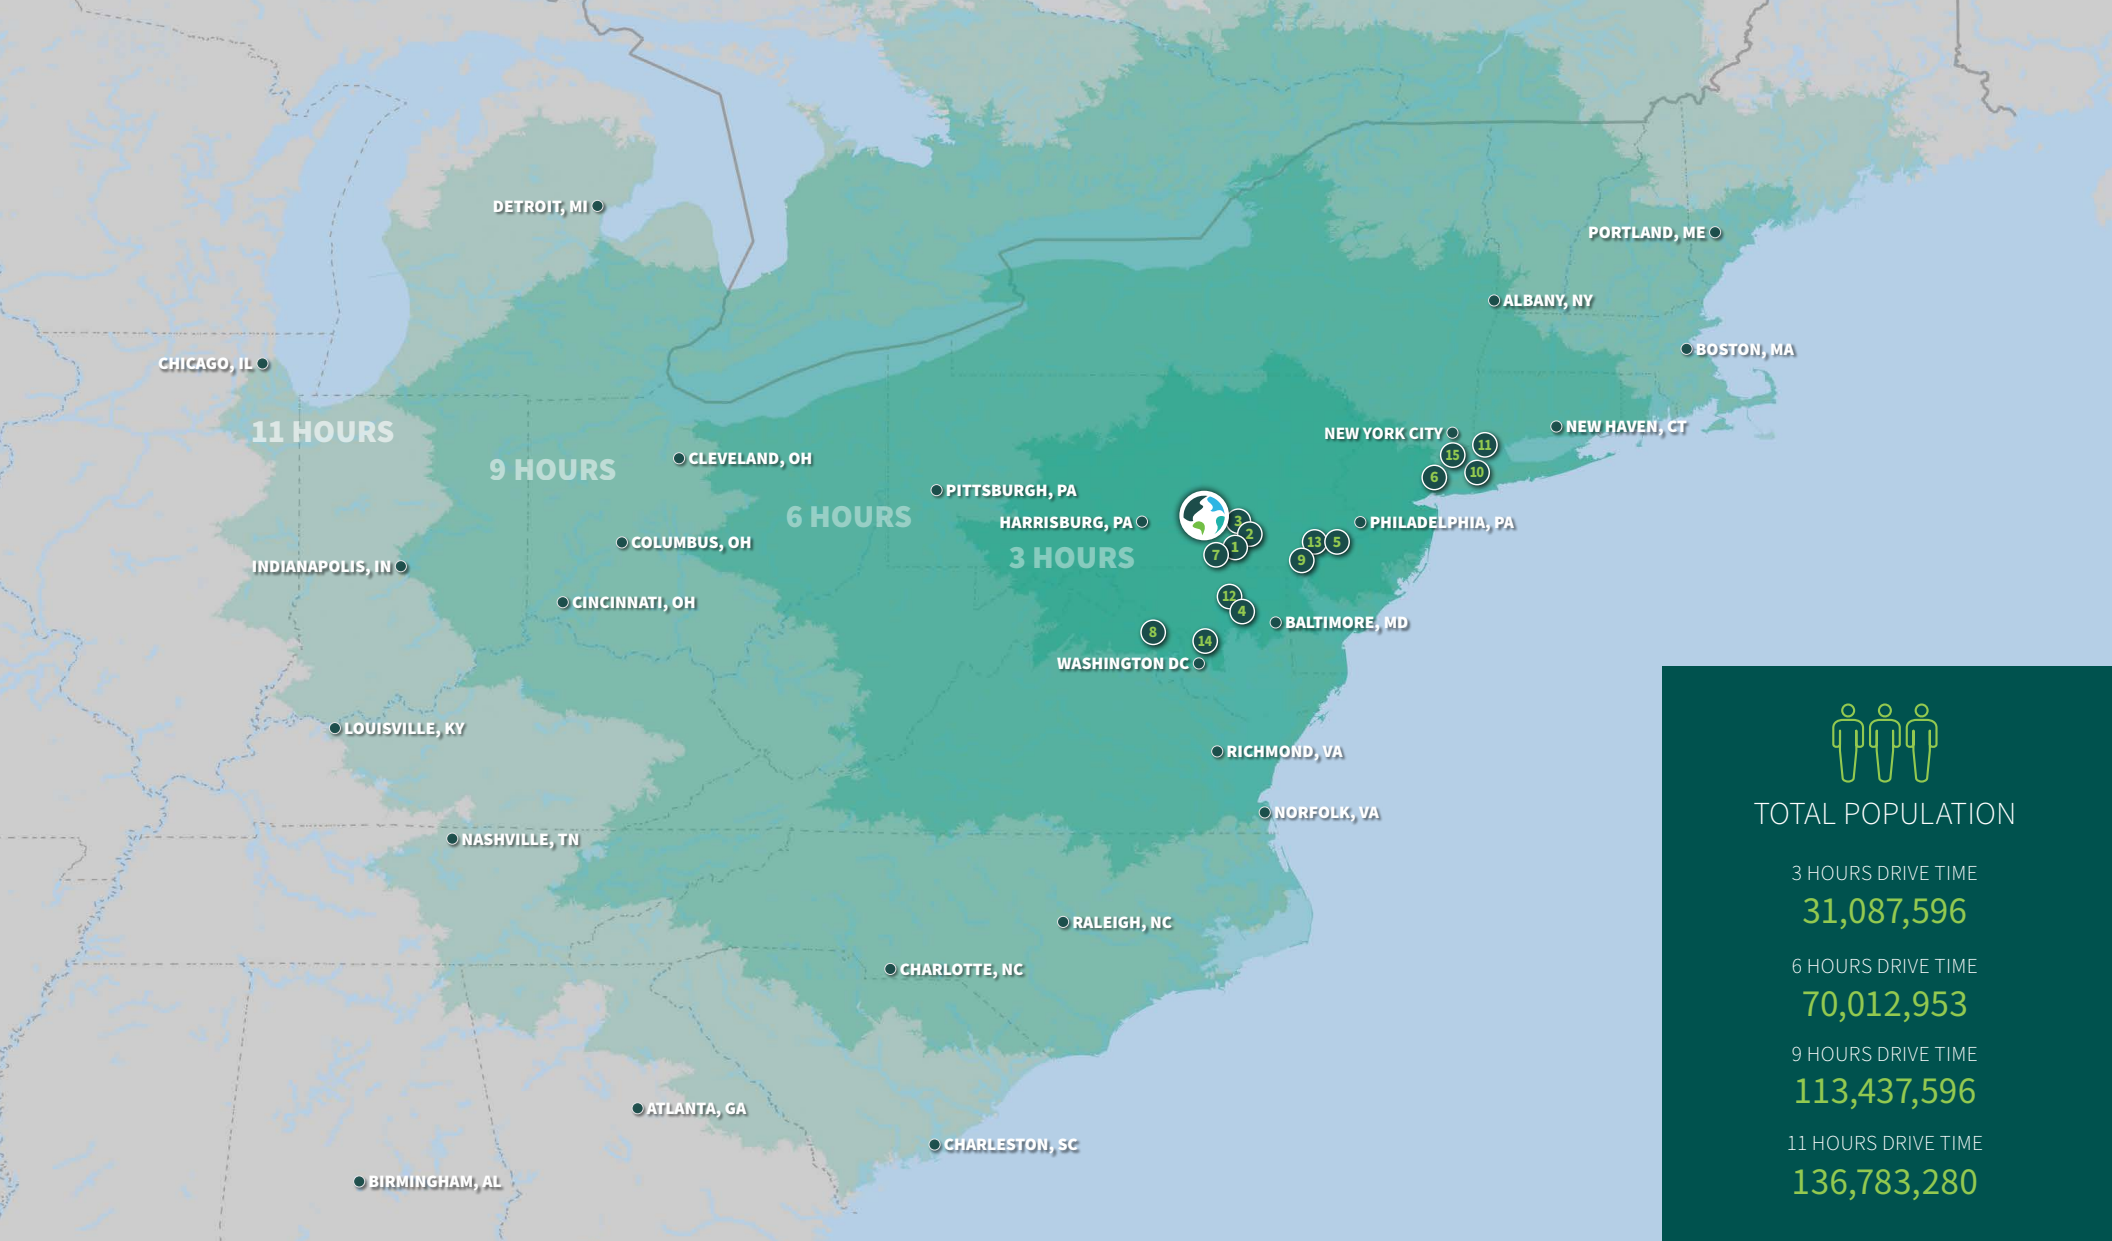 DETROIT, MI
PORTLAND, ME
ALBANY, NY
BOSTON, MA
CHICAGO, IL
11 HOURS
NEW HAVEN, CT
NEW YORK CITY
11
15
9 HOURS
CLEVELAND, OH
10
6
PITTSBURGH, PA
6 HOURS
HARRISBURG, PA
3
PHILADELPHIA, PA
2
COLUMBUS, OH
13
5
1
3 HOURS
7
9
INDIANAPOLIS, IN
CINCINNATI, OH
12
4
BALTIMORE, MD
8
14
WASHINGTON DC
LOUISVILLE, KY
RICHMOND, VA
NORFOLK, VA
NASHVILLE, TN
RALEIGH, NC
CHARLOTTE, NC
ATLANTA, GA
CHARLESTON, SC
BIRMINGHAM, AL
TOTAL POPULATION
3 HOURS DRIVE TIME
31,087,596
6 HOURS DRIVE TIME
70,012,953
9 HOURS DRIVE TIME
113,437,596
11 HOURS DRIVE TIME
136,783,280